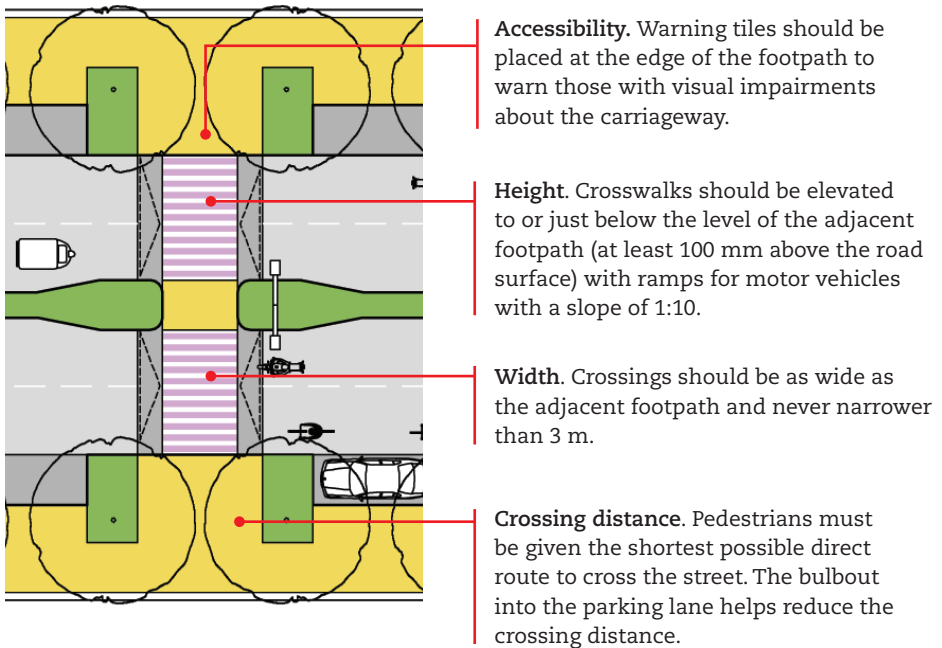 Accessibility. Warning tiles should be
placed at the edge of the footpath to
warn those with visual impairments
about the carriageway.
Height. Crosswalks should be elevated
to or just below the level of the adjacent
footpath (at least 100 mm above the road
surface) with ramps for motor vehicles
with a slope of 1:10.
Width. Crossings should be as wide as
the adjacent footpath and never narrower
than 3 m.
Crossing distance. Pedestrians must
be given the shortest possible direct
route to cross the street. The bulbout
into the parking lane helps reduce the
crossing distance.